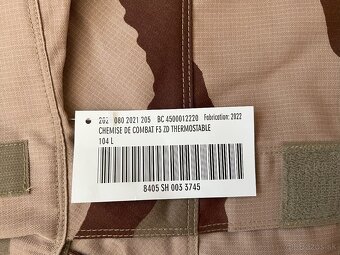 202 080 2021 205 BC 4500012220 Fabrication: 2022
CHEMISE DE COMBAT F3 ZD THERMOSTABLE
104 L
8405 SH 003 3745